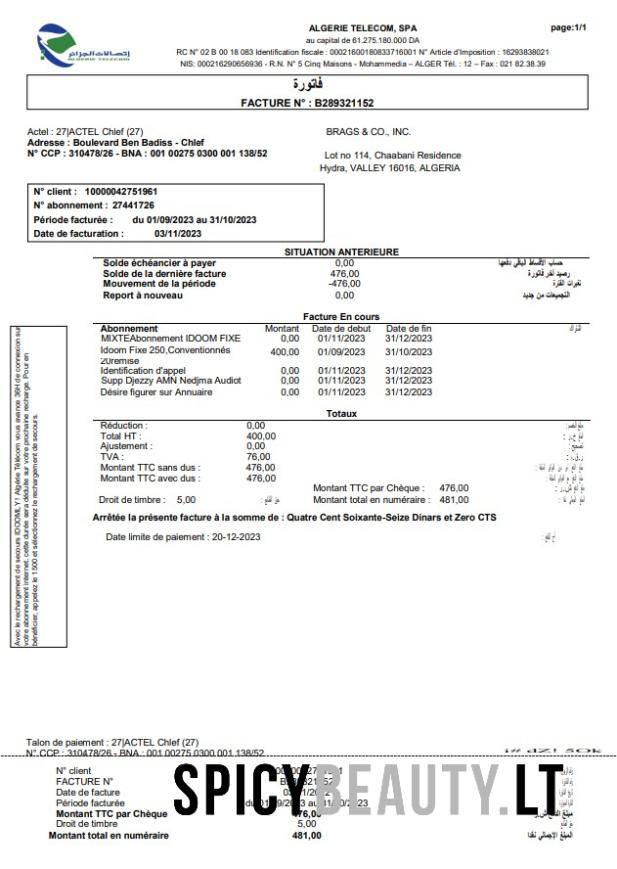 ALGERIE TELECOM, SPA
page:1/1
au capital de 61.275.180.000 DA
RC N° 02 B 00 18 083 Identification fiscale : 00021600180833716001 N° Article d'Imposition : 16293838021
NIS: 000216290656936 - R.N. N° 5 Cinq Maisons - Mohammedia – ALGER Tél. : 12 – Fax : 021 82.38.39
إتصالات الجزائر
ALGERIE TELECOM
فاتورة
FACTURE N° : B289321152
Actel : 27|ACTEL Chlef (27)
Adresse : Boulevard Ben Badiss - Chlef
N° CCP : 310478/26 - BNA : 001 00275 0300 001 138/52
BRAGS & CO., INC.
Lot no 114, Chaabani Residence
Hydra, VALLEY 16016, ALGERIA
N° client : 10000042751961
N° abonnement : 27441726
Période facturée : du 01/09/2023 au 31/10/2023
Date de facturation : 03/11/2023
SITUATION ANTERIEURE
Solde échéancier à payer 0,00 حساب الأقساط الباقي دفعها
Solde de la dernière facture 476,00 رصيد آخر فاتورة
Mouvement de la période -476,00 تغيرات الفترة
Report à nouveau 0,00 التجميعات من جديد
Facture En cours
Abonnement Montant Date de debut Date de fin
MIXTEAbonnement IDOOM FIXE 0,00 01/11/2023 31/12/2023
Idoom Fixe 250,Conventionnés 400,00 01/09/2023 31/10/2023
20remise
Identification d'appel 0,00 01/11/2023 31/12/2023
Supp Djezzy AMN Nedjma Audiot 0,00 01/11/2023 31/12/2023
Désire figurer sur Annuaire 0,00 01/11/2023 31/12/2023
Totaux
Réduction : 0,00
Total HT : 400,00
Ajustement : 0,00
TVA : 76,00
Montant TTC sans dus : 476,00
Montant TTC avec dus : 476,00
Montant TTC par Chèque : 476,00
Droit de timbre : 5,00 Montant total en numéraire : 481,00
Arrêtée la présente facture à la somme de : Quatre Cent Soixante-Seize Dinars et Zero CTS
Date limite de paiement : 20-12-2023
Avec le rechargement de secours IDOOMLY! Algérie Télécom vous avance 36H de connexion sur
votre abonnement internet, cette durée sera déduite sur votre prochaine recharge. Pour en
bénéficier, appelez le 1500 et sélectionnez le rechargement de secours.
Talon de paiement : 27|ACTEL Chlef (27)
N° CCP : 310478/26 - BNA : 001 00275 0300 001 138/52
N° client
FACTURE N°
Date de facture
Période facturée
Montant TTC par Chèque
Droit de timbre 5,00
Montant total en numéraire 481,00 المبلغ الإجمالي نقدا
SPICYBEAUTY.LT